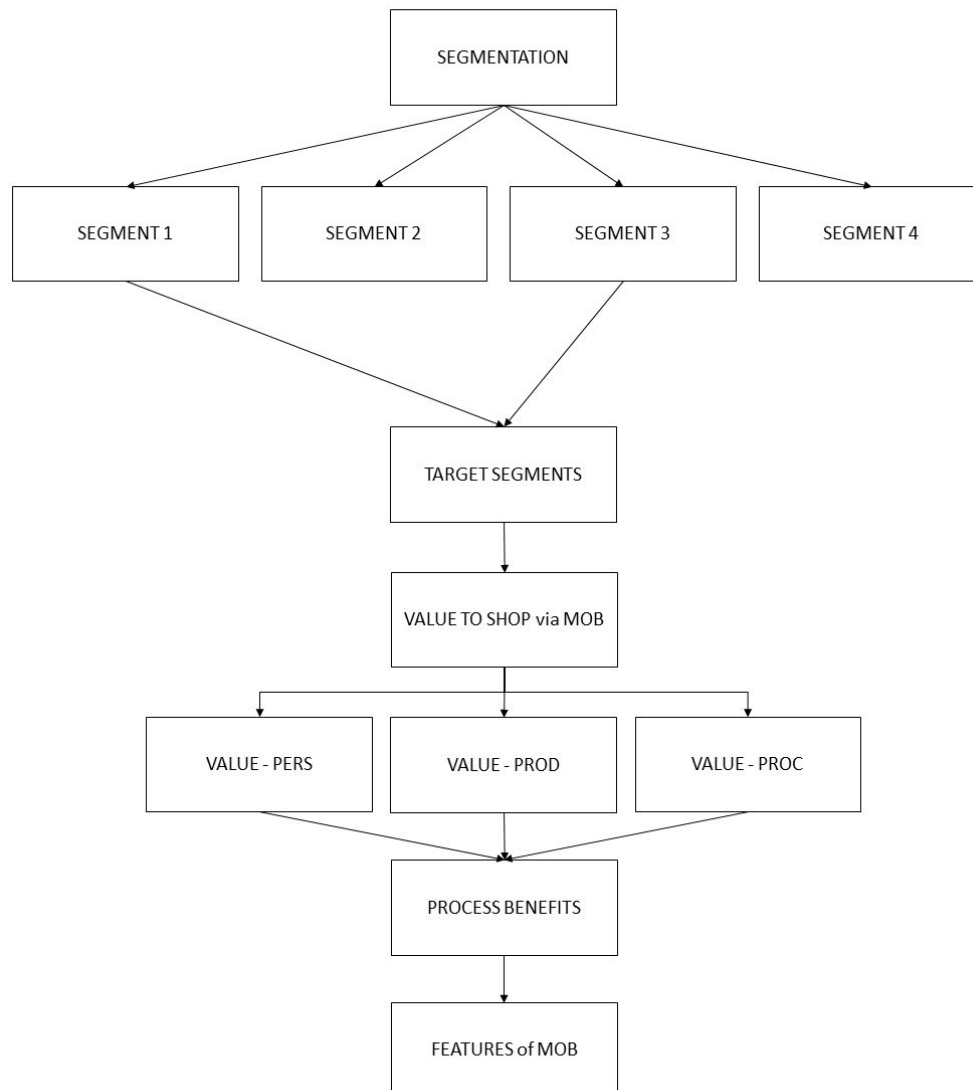 SEGMENTATION
SEGMENT 1
SEGMENT 2
SEGMENT 3
SEGMENT 4
TARGET SEGMENTS
VALUE TO SHOP via MOB
VALUE - PERS
VALUE - PROD
VALUE - PROC
PROCESS BENEFITS
FEATURES of MOB